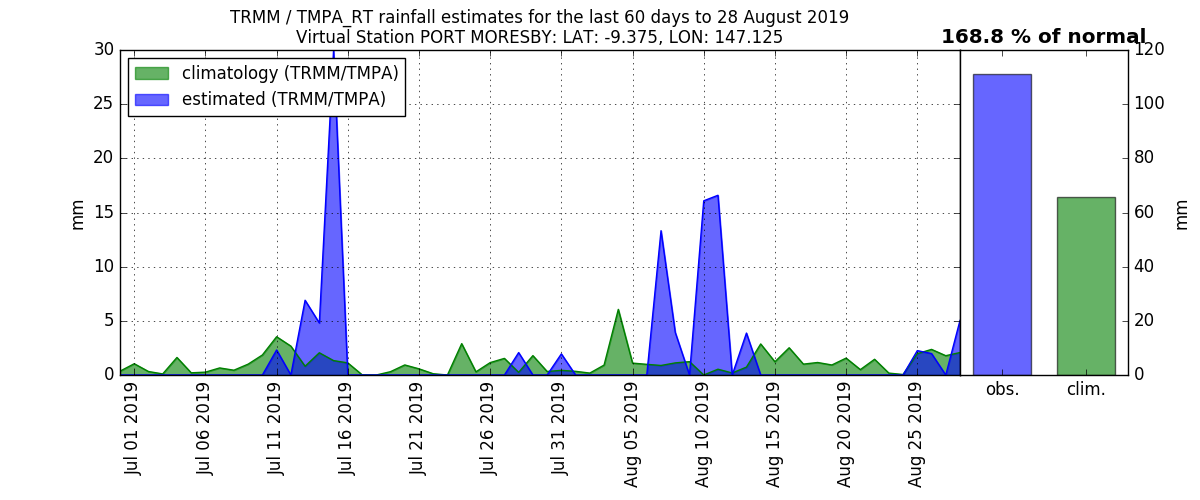 TRMM / TMPA_RT rainfall estimates for the last 60 days to 28 August 2019
Virtual Station PORT MORESBY: LAT: -9.375, LON: 147.125
168.8 % of normal
climatology (TRMM/TMPA)
estimated (TRMM/TMPA)
30
25
20
15
10
5
0
mm
Jul 01 2019
Jul 06 2019
Jul 11 2019
Jul 16 2019
Jul 21 2019
Jul 26 2019
Jul 31 2019
Aug 05 2019
Aug 10 2019
Aug 15 2019
Aug 20 2019
Aug 25 2019
obs.
clim.
120
100
80
60
40
20
0
mm